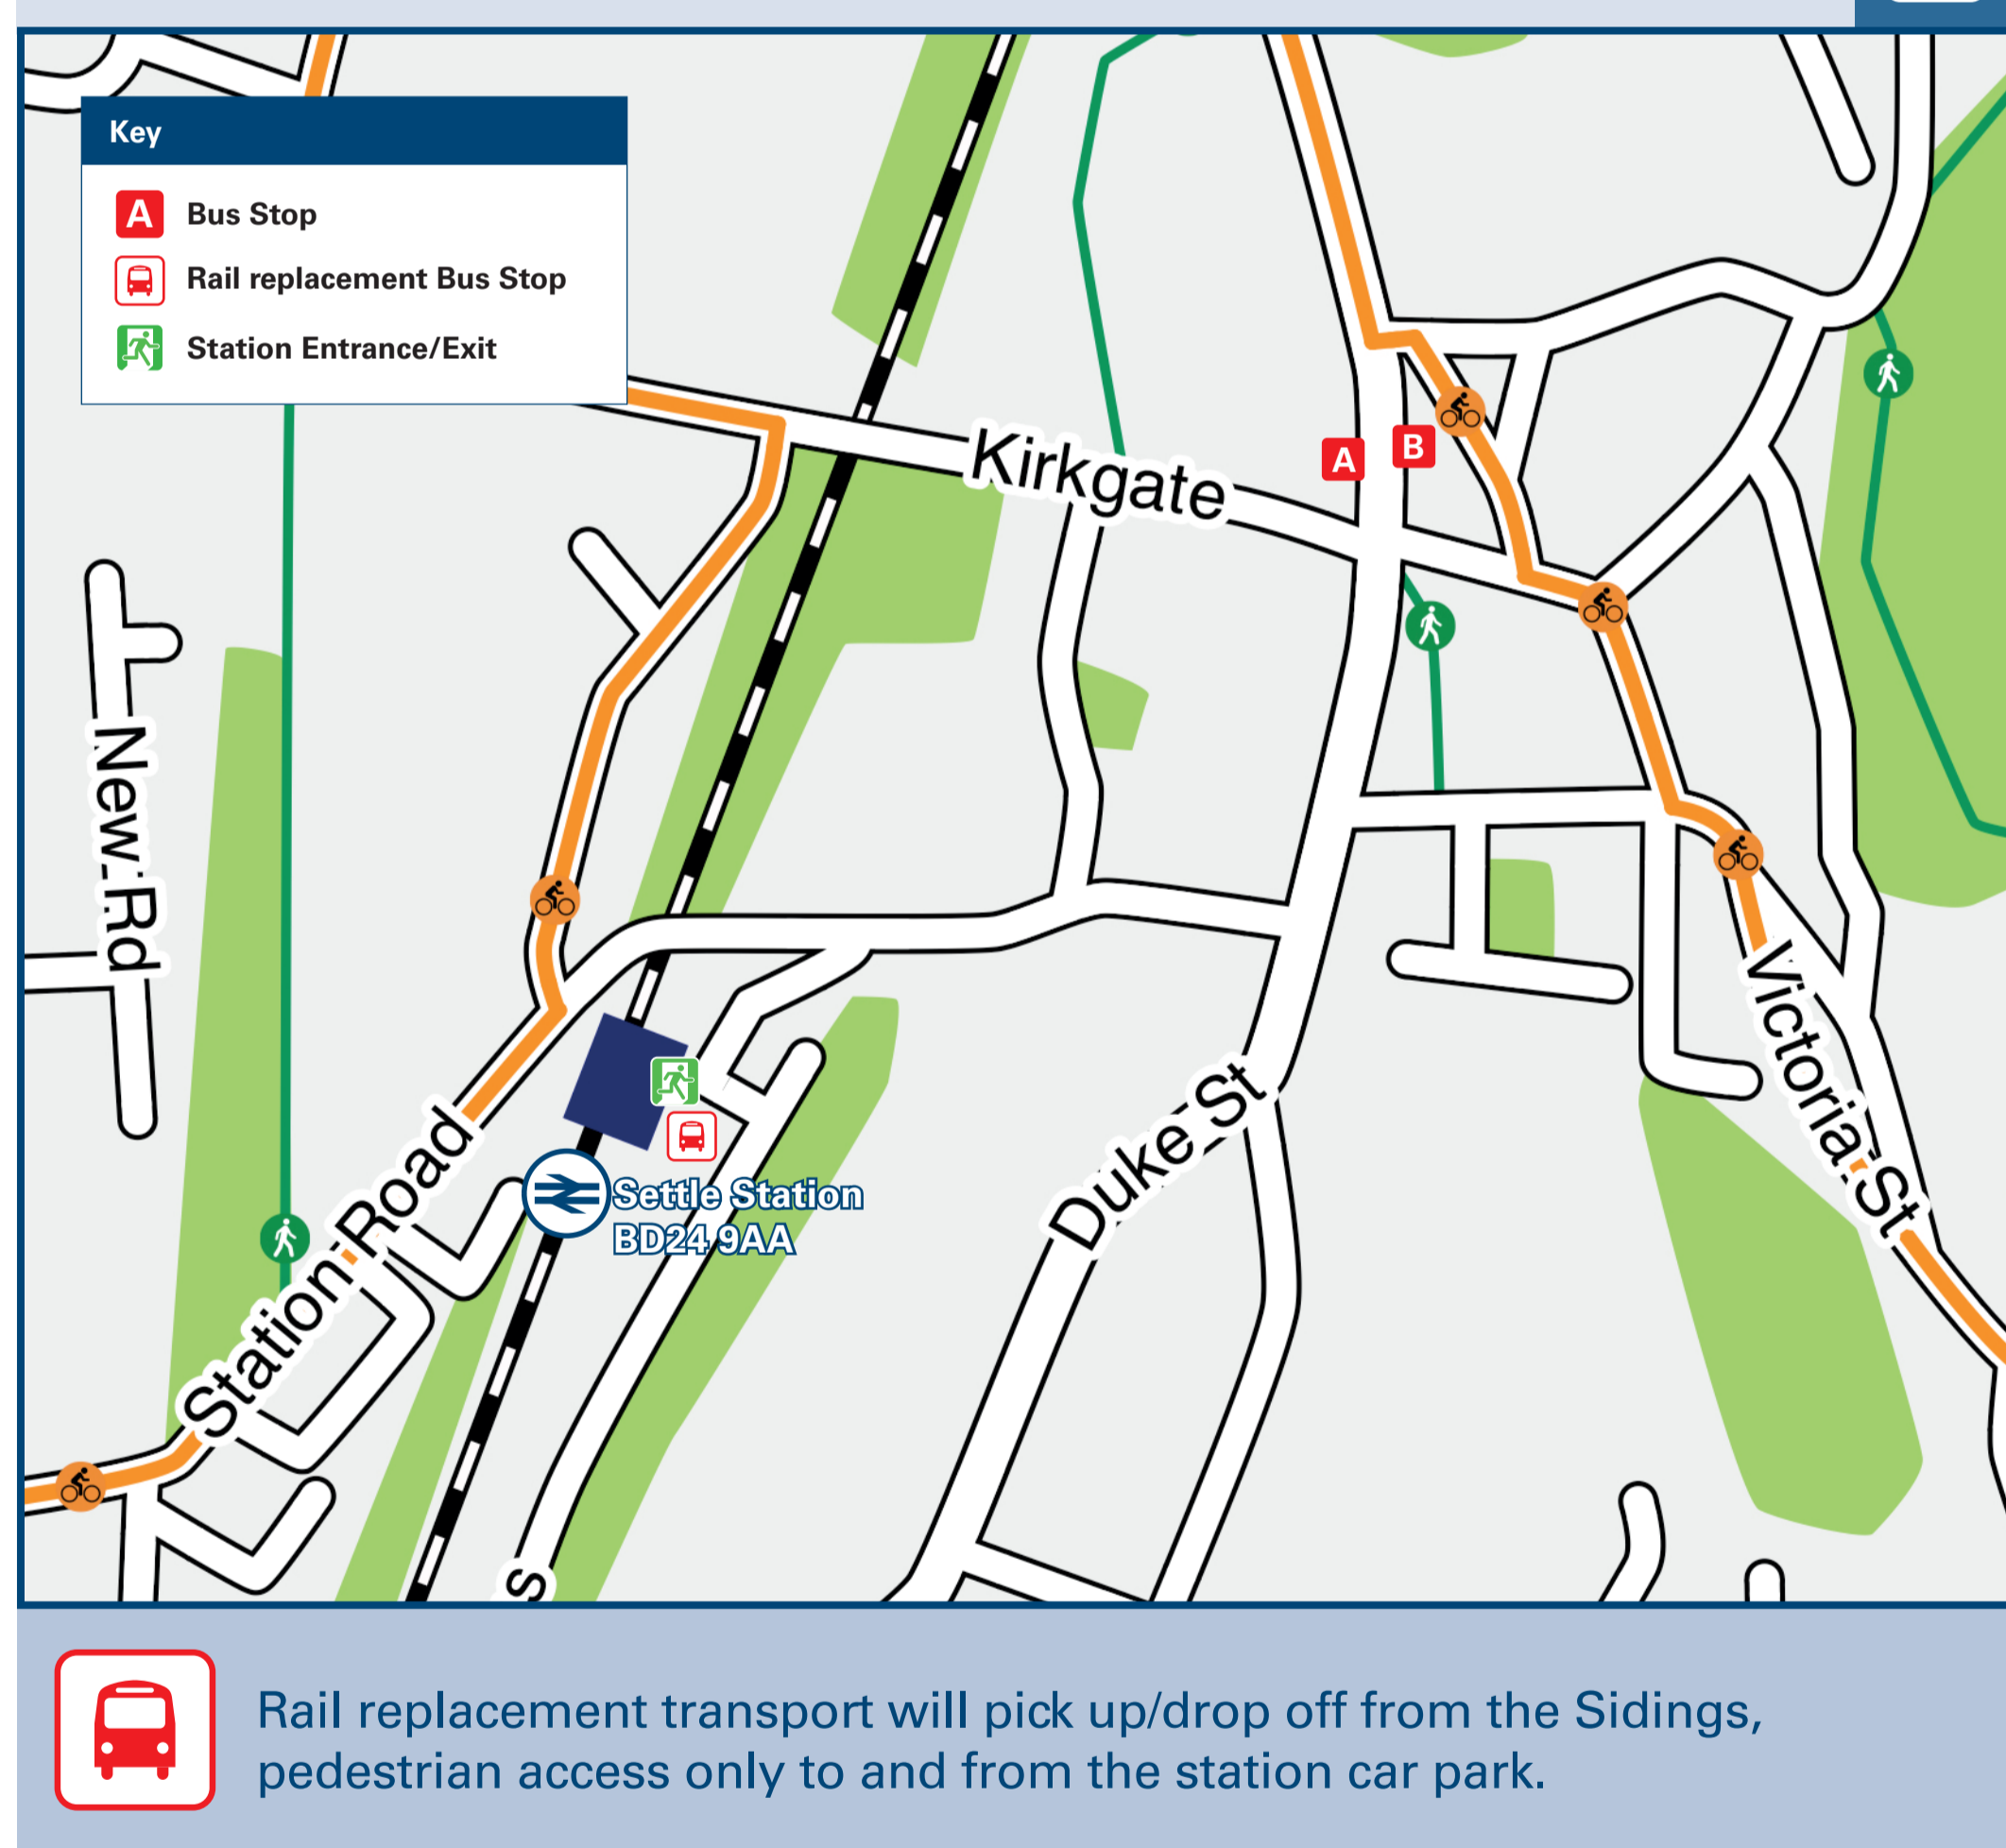 Key
A Bus Stop
Rail replacement Bus Stop
Station Entrance/Exit
Kirkgate
A
B
New Rd
Station Road
Settle Station
BD24 9AA
Duke St
Victoria St
s
Rail replacement transport will pick up/drop off from the Sidings,
pedestrian access only to and from the station car park.